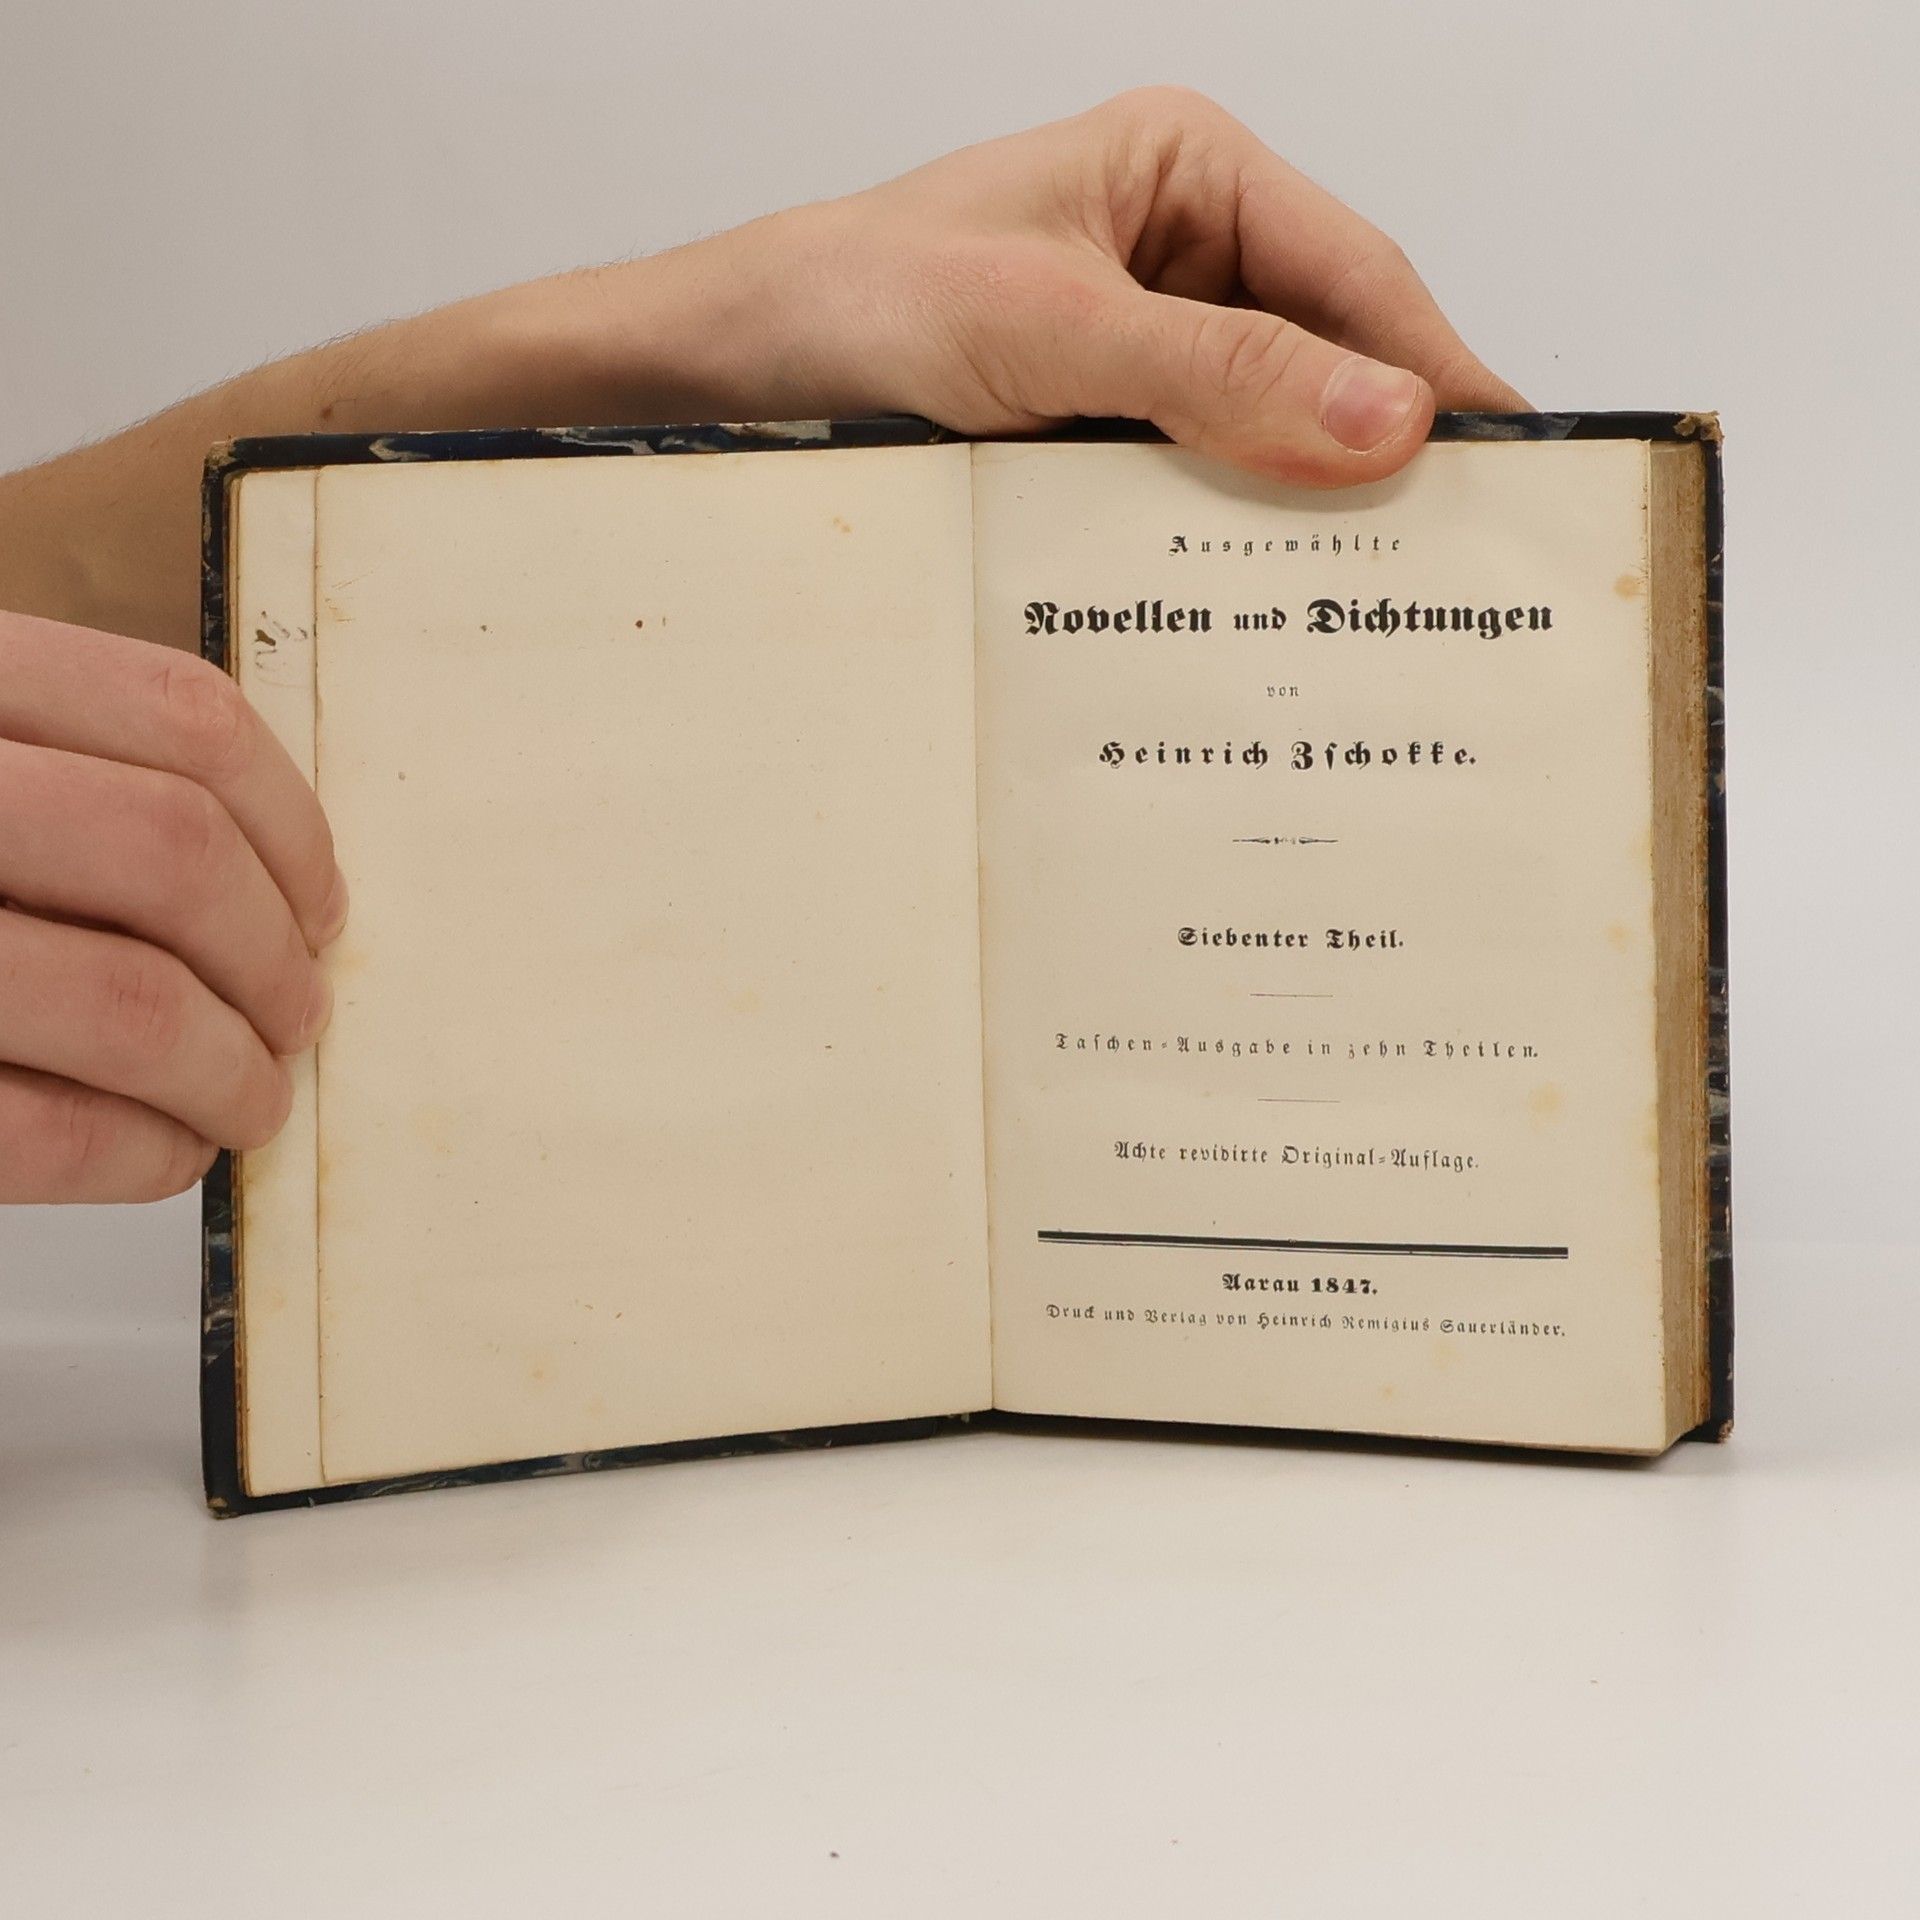 Ausgewählte
Novellen und Dichtungen
von
Heinrich Zschokke.
Siebenter Theil.
Taschen-Ausgabe in zehn Theilen.
Achte revidirte Original-Auflage.
Aarau 1847.
Druck und Verlag von Heinrich Remigius Sauerländer.